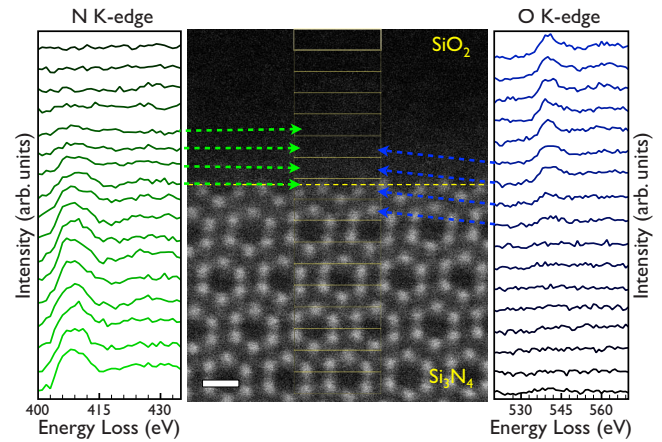 N K-edge
O K-edge
SiO₂
Intensity (arb. units)
Intensity (arb. units)
Si₃N₄
400 415 430
530 545 560
Energy Loss (eV)
Energy Loss (eV)